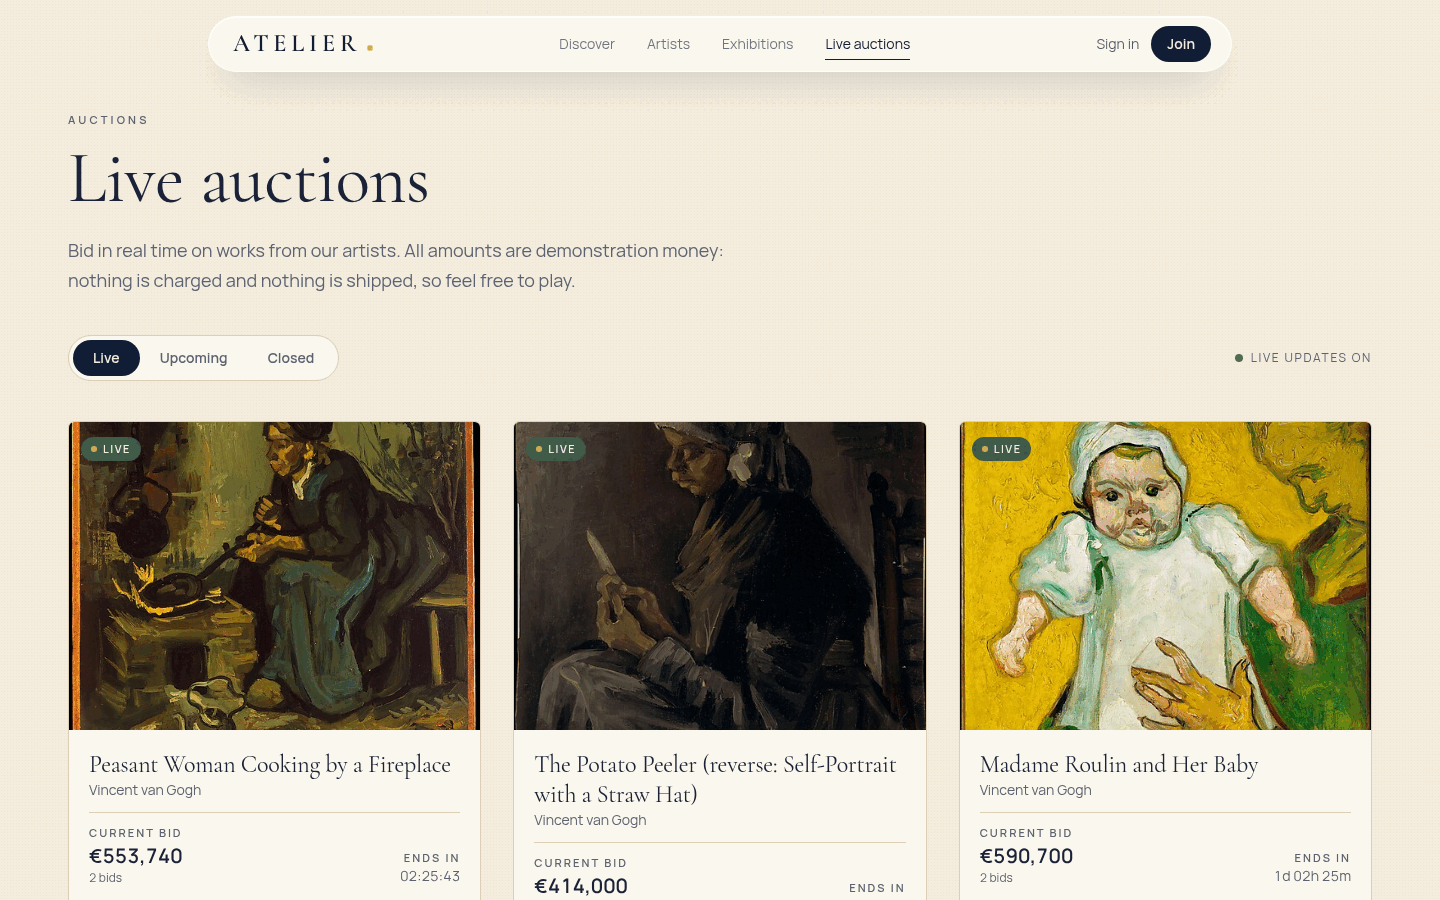 ATELIER.
Discover
Artists
Exhibitions
Live auctions
Sign in
Join
AUCTIONS
Live auctions
Bid in real time on works from our artists. All amounts are demonstration money:
nothing is charged and nothing is shipped, so feel free to play.
Live
Upcoming
Closed
LIVE UPDATES ON
LIVE
Peasant Woman Cooking by a Fireplace
Vincent van Gogh
CURRENT BID
€553,740
2 bids
ENDS IN
02:25:43
LIVE
The Potato Peeler (reverse: Self-Portrait
with a Straw Hat)
Vincent van Gogh
CURRENT BID
€414,000
ENDS IN
LIVE
Madame Roulin and Her Baby
Vincent van Gogh
CURRENT BID
€590,700
2 bids
ENDS IN
1d 02h 25m